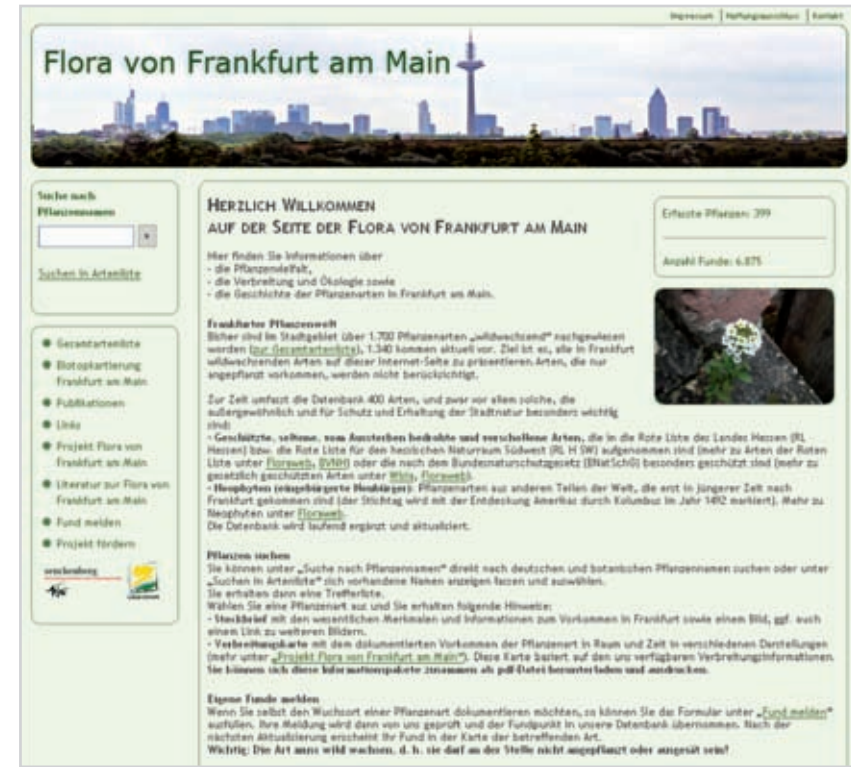 Impressum | Haftungsausschluss | Kontakt
Flora von Frankfurt am Main
Suche nach
Pflanzennamen
Suchen in Artenliste
Gesamtartenliste
Biotopkartierung
Frankfurt am Main
Publikationen
Links
Projekt Flora von
Frankfurt am Main
Literatur zur Flora von
Frankfurt am Main
Fund melden
Projekt fördern
senckenberg
Herzlich Willkommen
auf der Seite der Flora von Frankfurt am Main
Hier finden Sie Informationen über
- die Pflanzenvielfalt,
- die Verbreitung und Ökologie sowie
- die Geschichte der Pflanzenarten in Frankfurt am Main.
Frankfurter Pflanzenwelt
Bisher sind im Stadtgebiet über 1.700 Pflanzenarten „wildwachsend“ nachgewiesen
worden (zur Gesamtartenliste), 1.340 kommen aktuell vor. Ziel ist es, alle in Frankfurt
wildwachsenden Arten auf dieser Internet-Seite zu präsentieren. Arten, die nur
angepflanzt vorkommen, werden nicht berücksichtigt.
Zur Zeit umfasst die Datenbank 400 Arten, und zwar vor allem solche, die
außergewöhnlich und für Schutz und Erhaltung der Stadtnatur besonders wichtig
sind:
- Geschützte, seltene, vom Aussterben bedrohte und verschollene Arten, die in die Rote Liste des Landes Hessen (RL
Hessen) bzw. die Rote Liste für den hessischen Naturraum Südwest (RL H SW) aufgenommen sind (mehr zu Arten der Roten
Liste unter Floraweb, BVNH) oder die nach dem Bundesnaturschutzgesetz (BNatSchG) besonders geschützt sind (mehr zu
gesetzlich geschützten Arten unter Wisia, Floraweb).
- Neophyten (eingebürgerte Neubürger): Pflanzenarten aus anderen Teilen der Welt, die erst in jüngerer Zeit nach
Frankfurt gekommen sind (der Stichtag wird mit der Entdeckung Amerikas durch Kolumbus im Jahr 1492 markiert). Mehr zu
Neophyten unter Floraweb.
Die Datenbank wird laufend ergänzt und aktualisiert.
Pflanzen suchen
Sie können unter „Suche nach Pflanzennamen“ direkt nach deutschen und botanischen Pflanzennamen suchen oder unter
„Suchen in Artenliste“ sich vorhandene Namen anzeigen lassen und auswählen.
Sie erhalten dann eine Trefferliste.
Wählen Sie eine Pflanzenart aus und Sie erhalten folgende Hinweise:
- Steckbrief mit den wesentlichen Merkmalen und Informationen zum Vorkommen in Frankfurt sowie einem Bild, ggf. auch
einem Link zu weiteren Bildern.
- Verbreitungskarte mit dem dokumentierten Vorkommen der Pflanzenart in Raum und Zeit in verschiedenen Darstellungen
(mehr unter „Projekt Flora von Frankfurt am Main“). Diese Karte basiert auf den uns verfügbaren Verbreitungsinformationen.
Sie können sich diese Informationspakete zusammen als pdf-Datei herunterladen und ausdrucken.
Eigene Funde melden
Wenn Sie selbst den Wuchsort einer Pflanzenart dokumentieren möchten, so können Sie das Formular unter „Fund melden“
ausfüllen. Ihre Meldung wird dann von uns geprüft und der Fundpunkt in unsere Datenbank übernommen. Nach der
nächsten Aktualisierung erscheint Ihr Fund in der Karte der betreffenden Art.
Wichtig: Die Art muss wild wachsen, d. h. sie darf an der Stelle nicht angepflanzt oder ausgesät sein!
Erfasste Pflanzen: 399
Anzahl Funde: 6.875